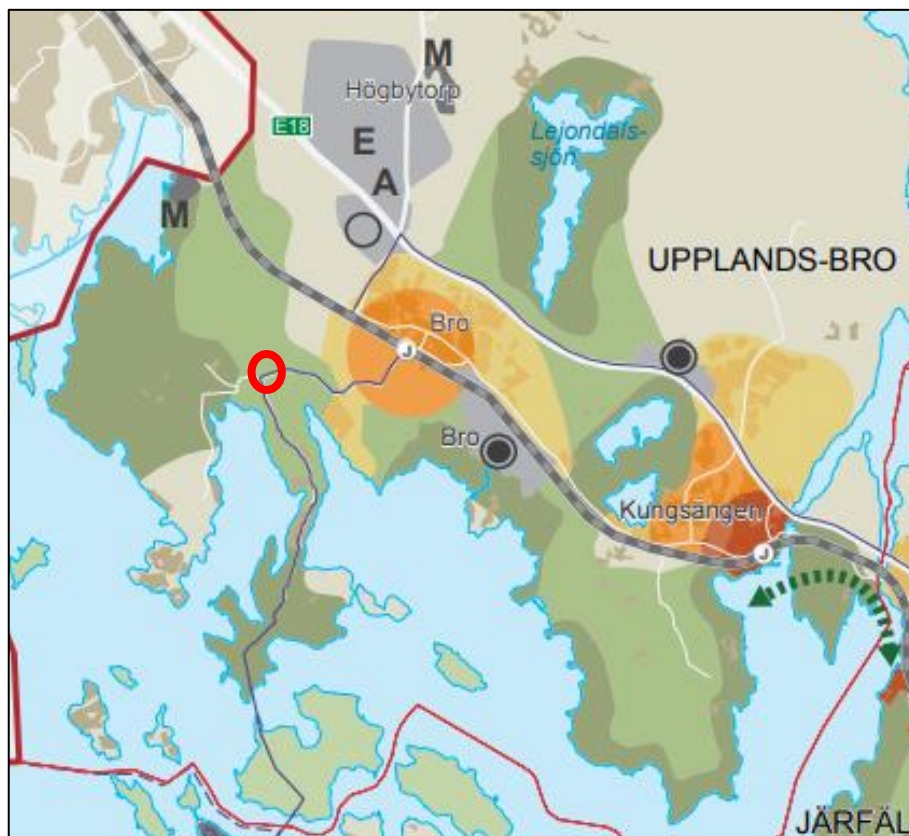 M
Högbytorp
E18
E
A
Lejondals-
sjön
M
UPPLANDS-BRO
Bro
J
Bro
Kungsängen
J
JÄRFÄL